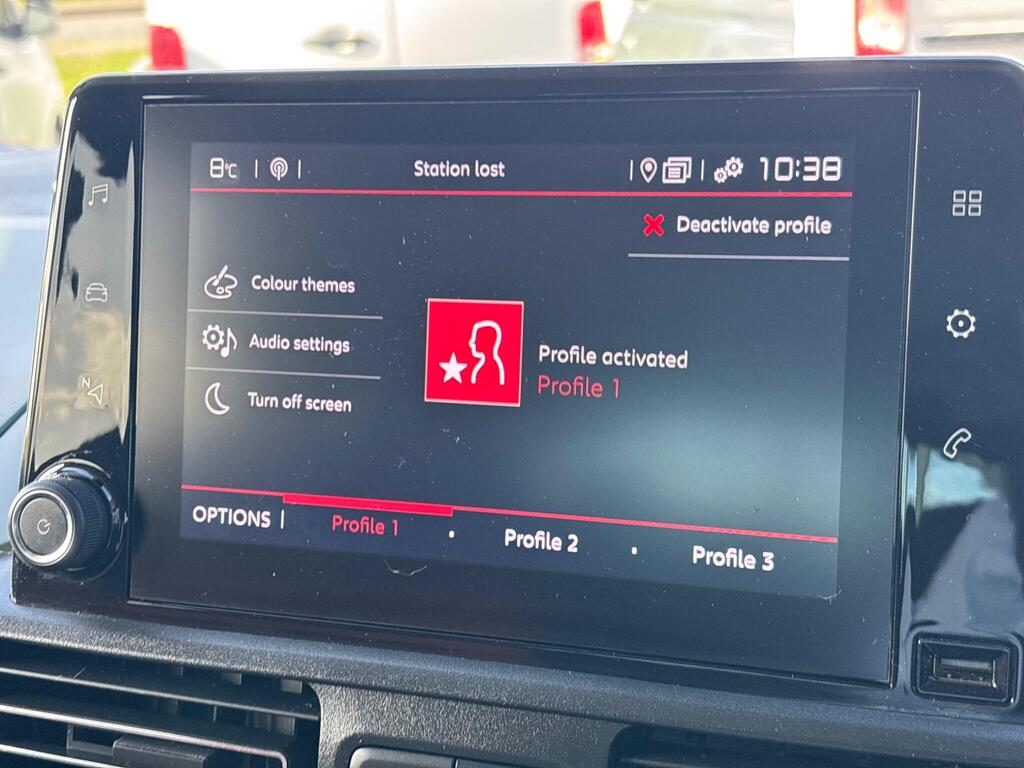 8°C
Station lost
10:38
Deactivate profile
Colour themes
Audio settings
Turn off screen
Profile activated
Profile 1
OPTIONS
Profile 1
Profile 2
Profile 3
N